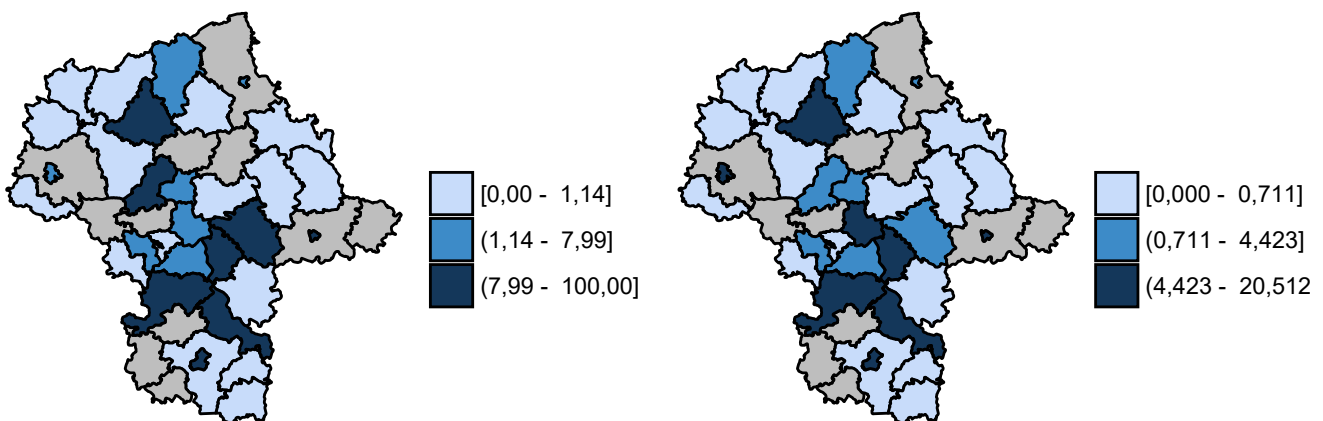 [0,00 -  1,14]
(1,14 -  7,99]
(7,99 -  100,00]
[0,000 -  0,711]
(0,711 -  4,423]
(4,423 -  20,512